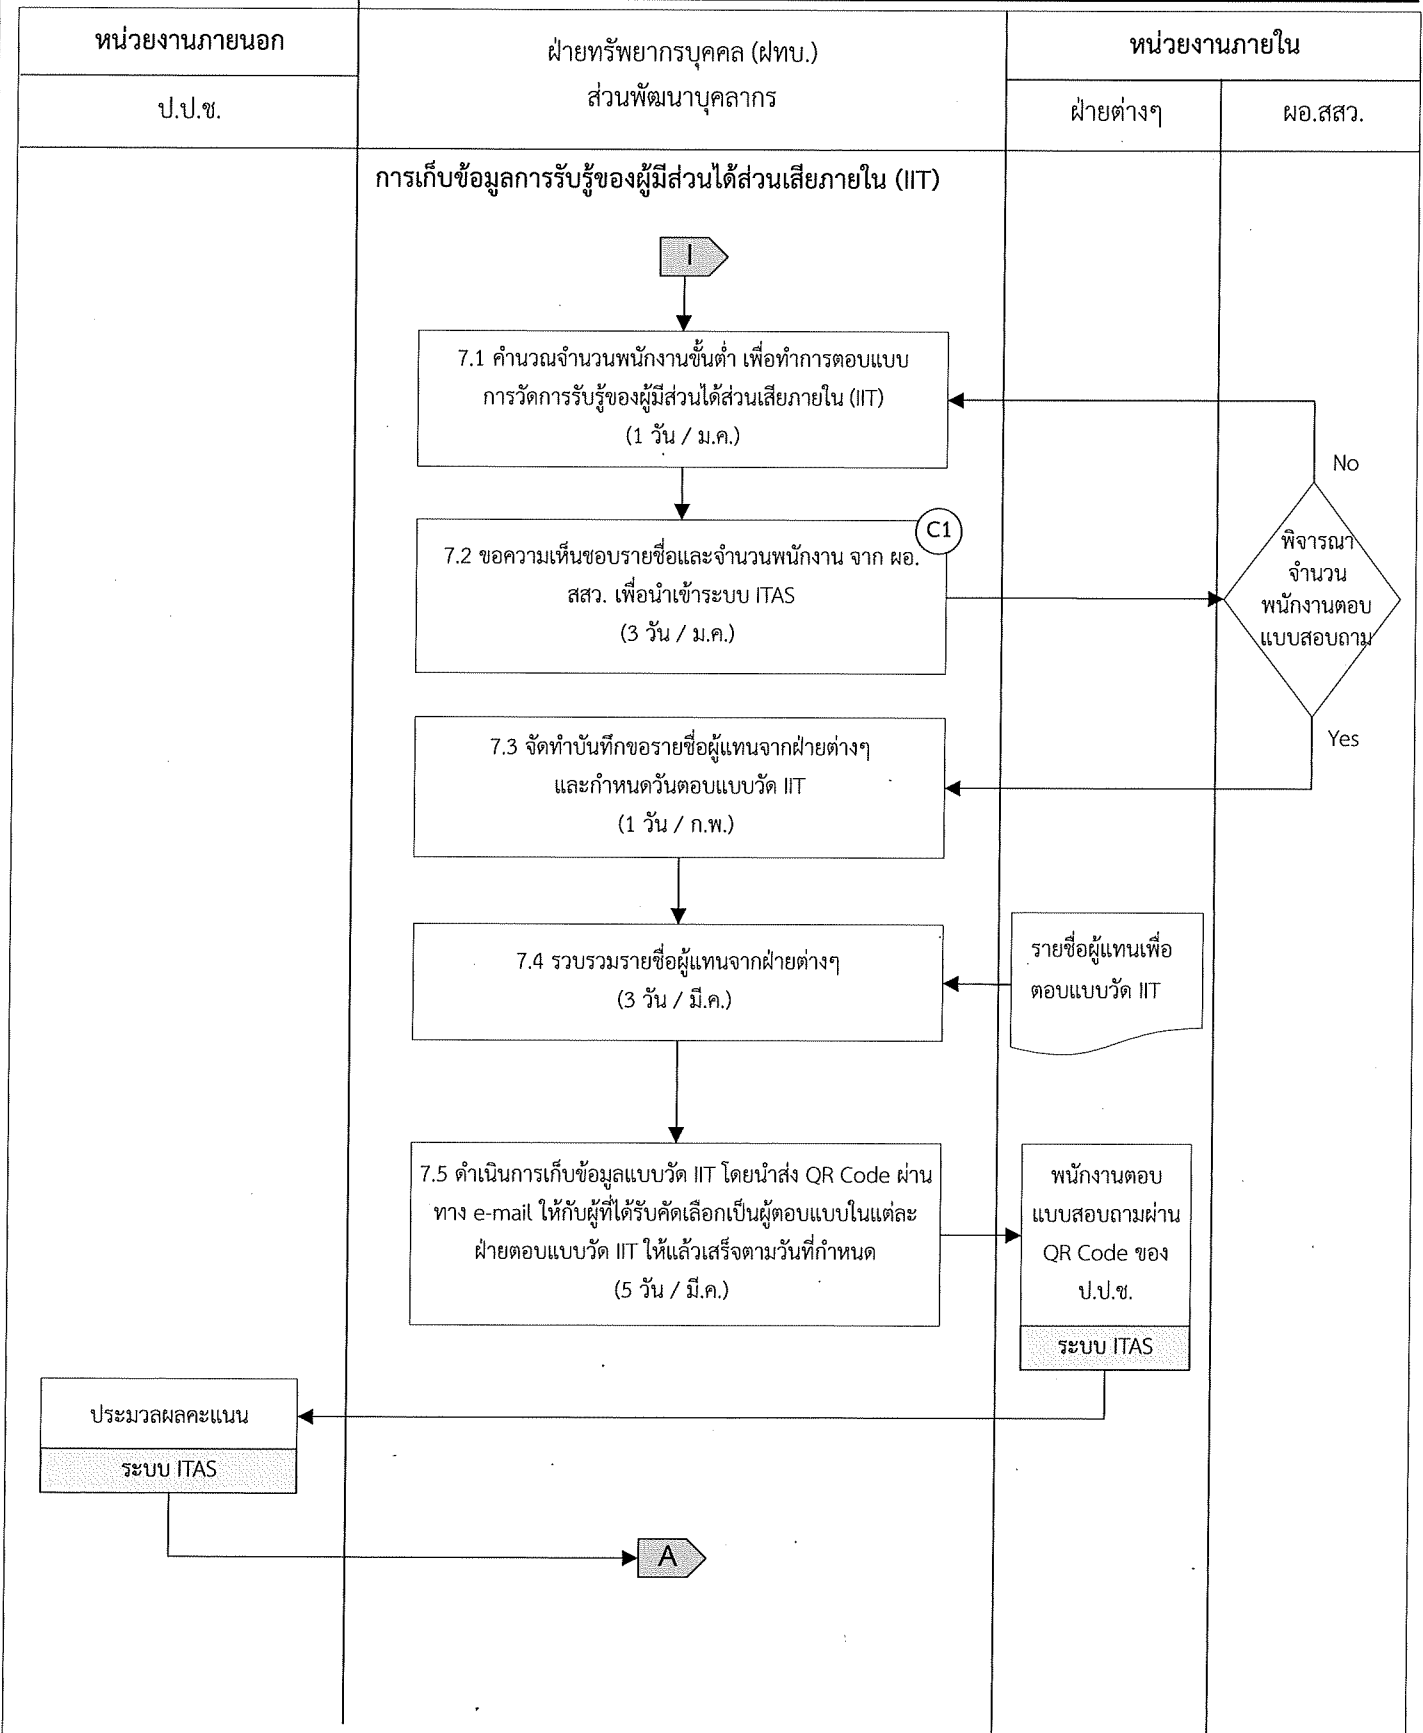 หน่วยงานภายนอก
ป.ป.ช.
ฝ่ายทรัพยากรบุคคล (ฝทบ.)
ส่วนพัฒนาบุคลากร
หน่วยงานภายใน
ฝ่ายต่างๆ
ผอ.สสว.
การเก็บข้อมูลการรับรู้ของผู้มีส่วนได้ส่วนเสียภายใน (IIT)
I
7.1 คำนวณจำนวนพนักงานขั้นต่ำ เพื่อทำการตอบแบบ
การวัดการรับรู้ของผู้มีส่วนได้ส่วนเสียภายใน (IIT)
(1 วัน / ม.ค.)
No
C1
7.2 ขอความเห็นชอบรายชื่อและจำนวนพนักงาน จาก ผอ.
สสว. เพื่อนำเข้าระบบ ITAS
(3 วัน / ม.ค.)
พิจารณา
จำนวน
พนักงานตอบ
แบบสอบถาม
Yes
7.3 จัดทำบันทึกขอรายชื่อผู้แทนจากฝ่ายต่างๆ
และกำหนดวันตอบแบบวัด IIT
(1 วัน / ก.พ.)
7.4 รวบรวมรายชื่อผู้แทนจากฝ่ายต่างๆ
(3 วัน / มี.ค.)
รายชื่อผู้แทนเพื่อ
ตอบแบบวัด IIT
7.5 ดำเนินการเก็บข้อมูลแบบวัด IIT โดยนำส่ง QR Code ผ่าน
ทาง e-mail ให้กับผู้ที่ได้รับคัดเลือกเป็นผู้ตอบแบบในแต่ละ
ฝ่ายตอบแบบวัด IIT ให้แล้วเสร็จตามวันที่กำหนด
(5 วัน / มี.ค.)
พนักงานตอบ
แบบสอบถามผ่าน
QR Code ของ
ป.ป.ช.
ระบบ ITAS
ประมวลผลคะแนน
ระบบ ITAS
A